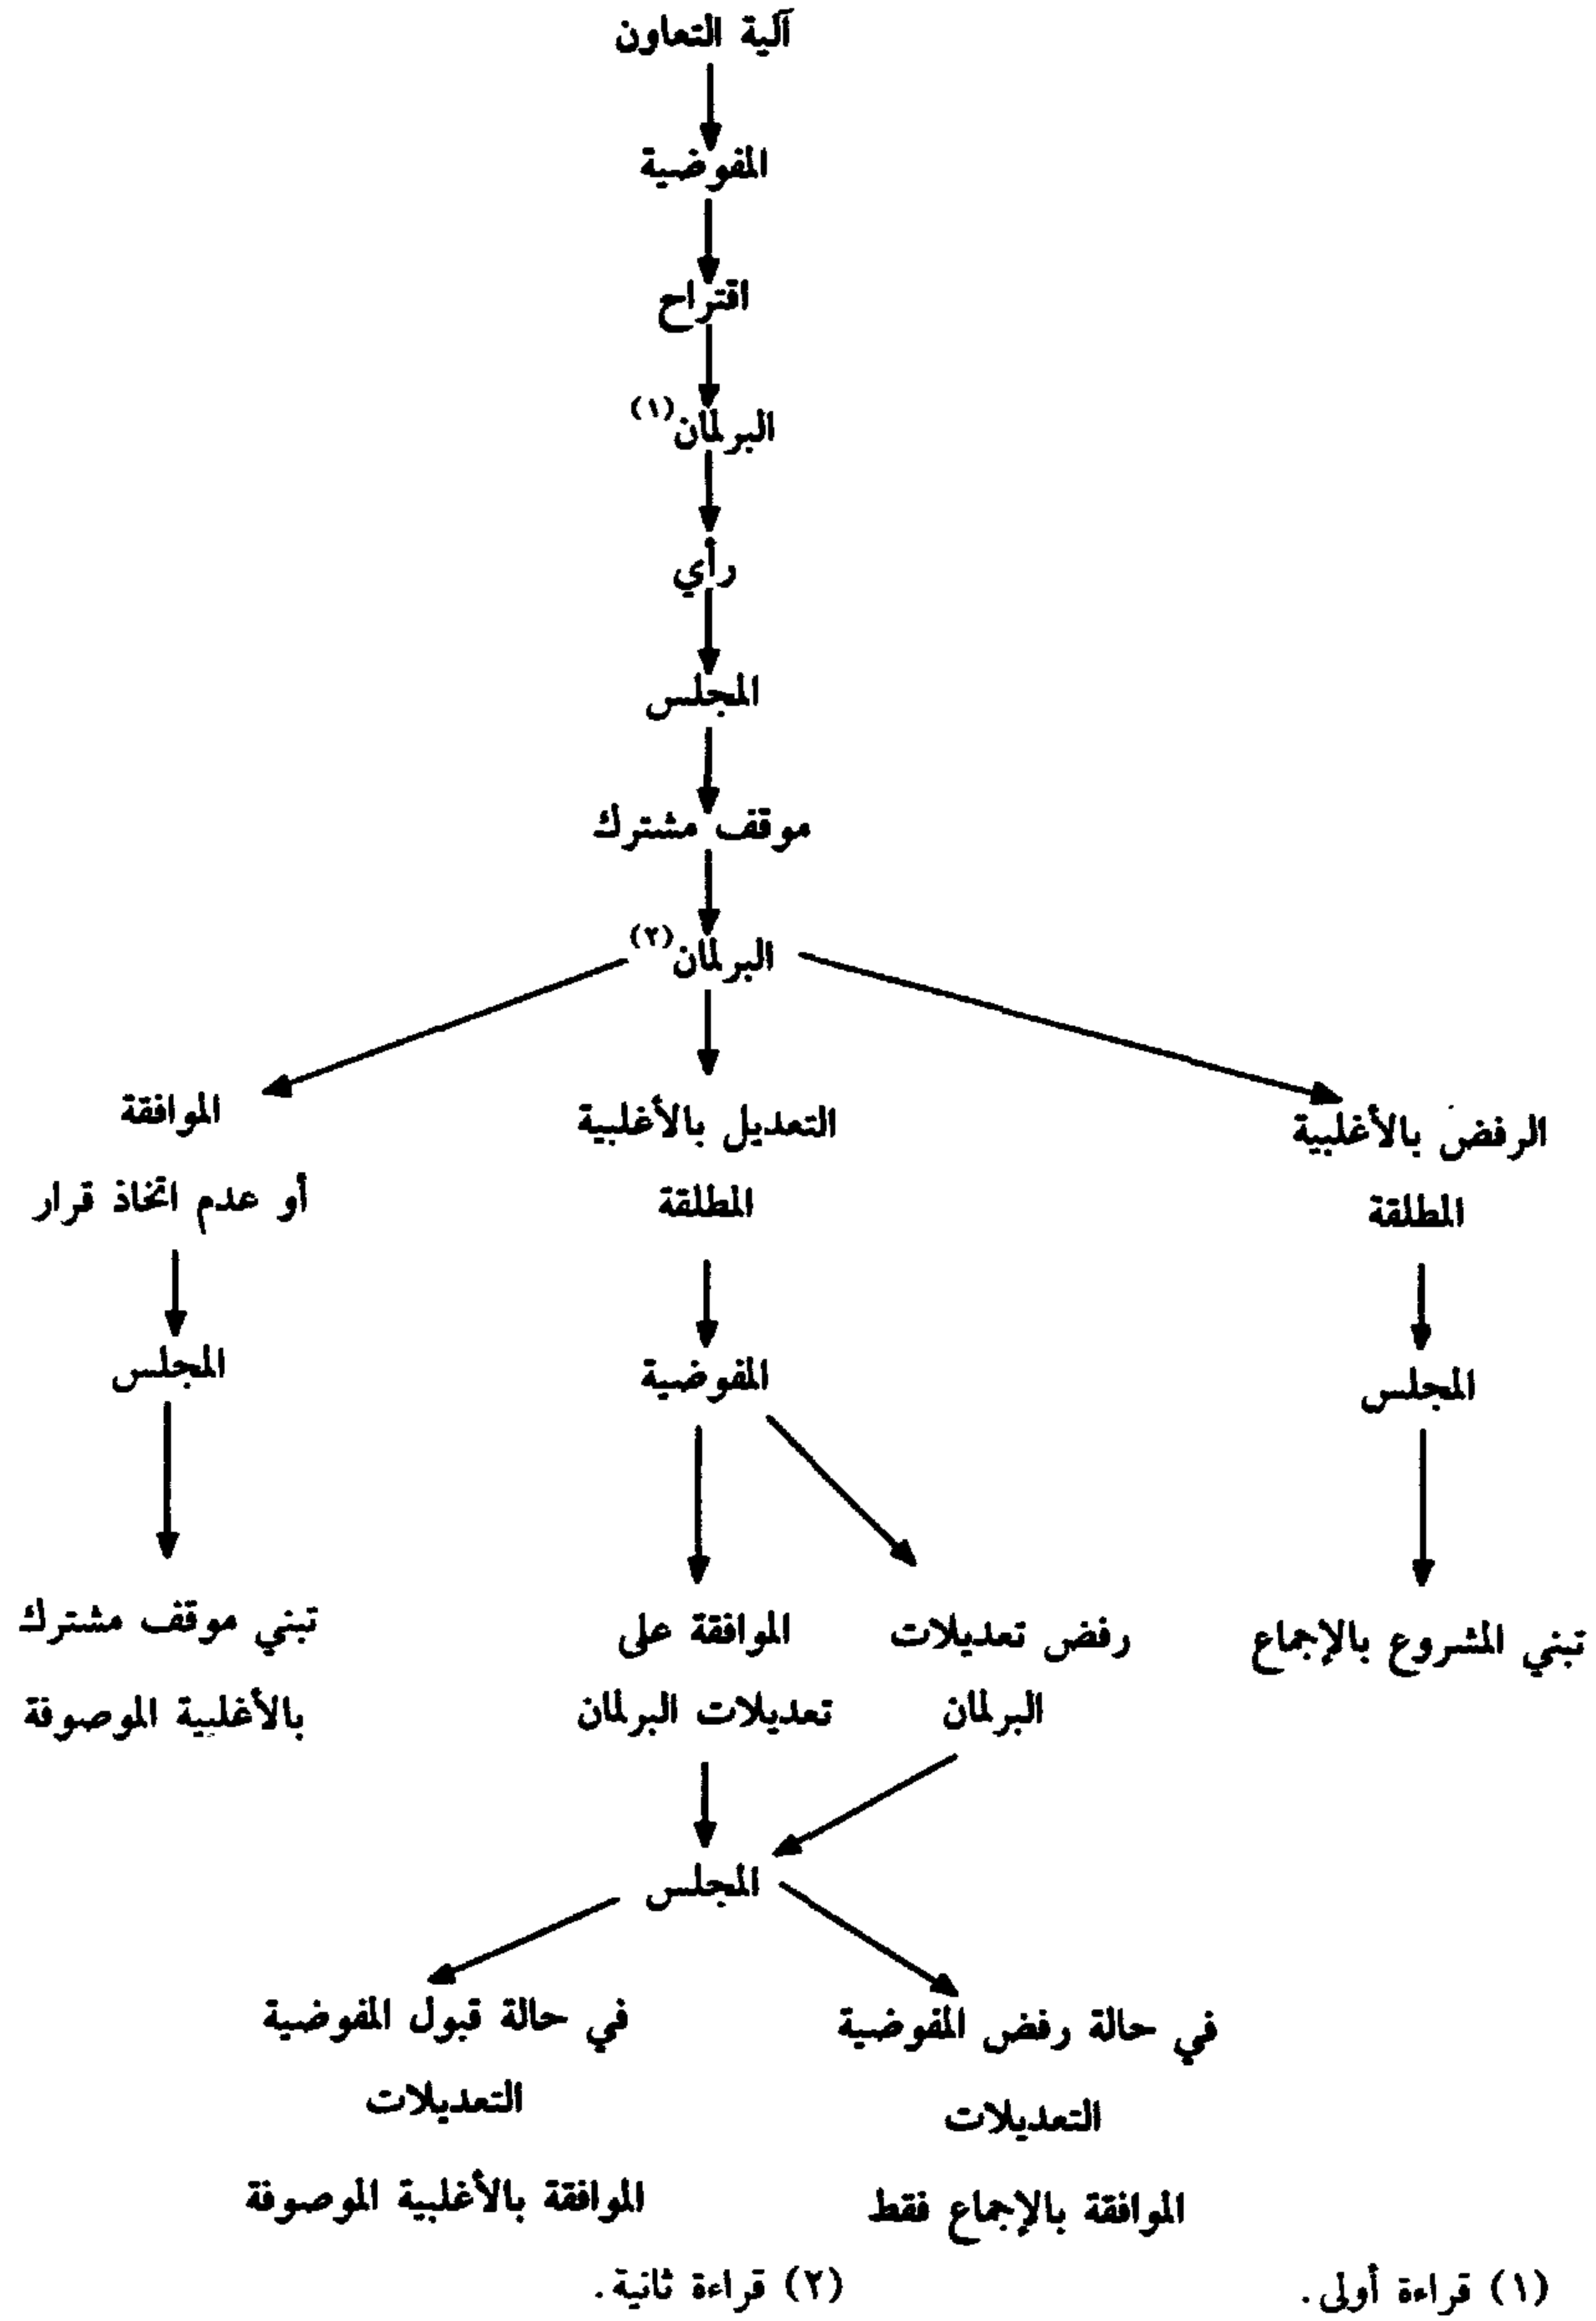 آلية التعاون
المفوضية
اقتراح
البرلمان(١)
رأي
المجلس
موقف مشترك
البرلمان(٢)
الرفض بالأغلبية
المطلقة
المجلس
تبني المشروع بالإجماع
التعديل بالأغلبية
المطلقة
المفوضية
رفض تعديلات
البرلمان
الموافقة على
تعديلات البرلمان
المجلس
في حالة رفض المفوضية
التعديلات
الموافقة بالإجماع فقط
في حالة قبول المفوضية
التعديلات
الموافقة بالأغلبية الموصوفة
الموافقة
أو عدم اتخاذ قرار
المجلس
تبني موقف مشترك
بالأغلبية الموصوفة
(١) قراءة أولى.
(٢) قراءة ثانية.